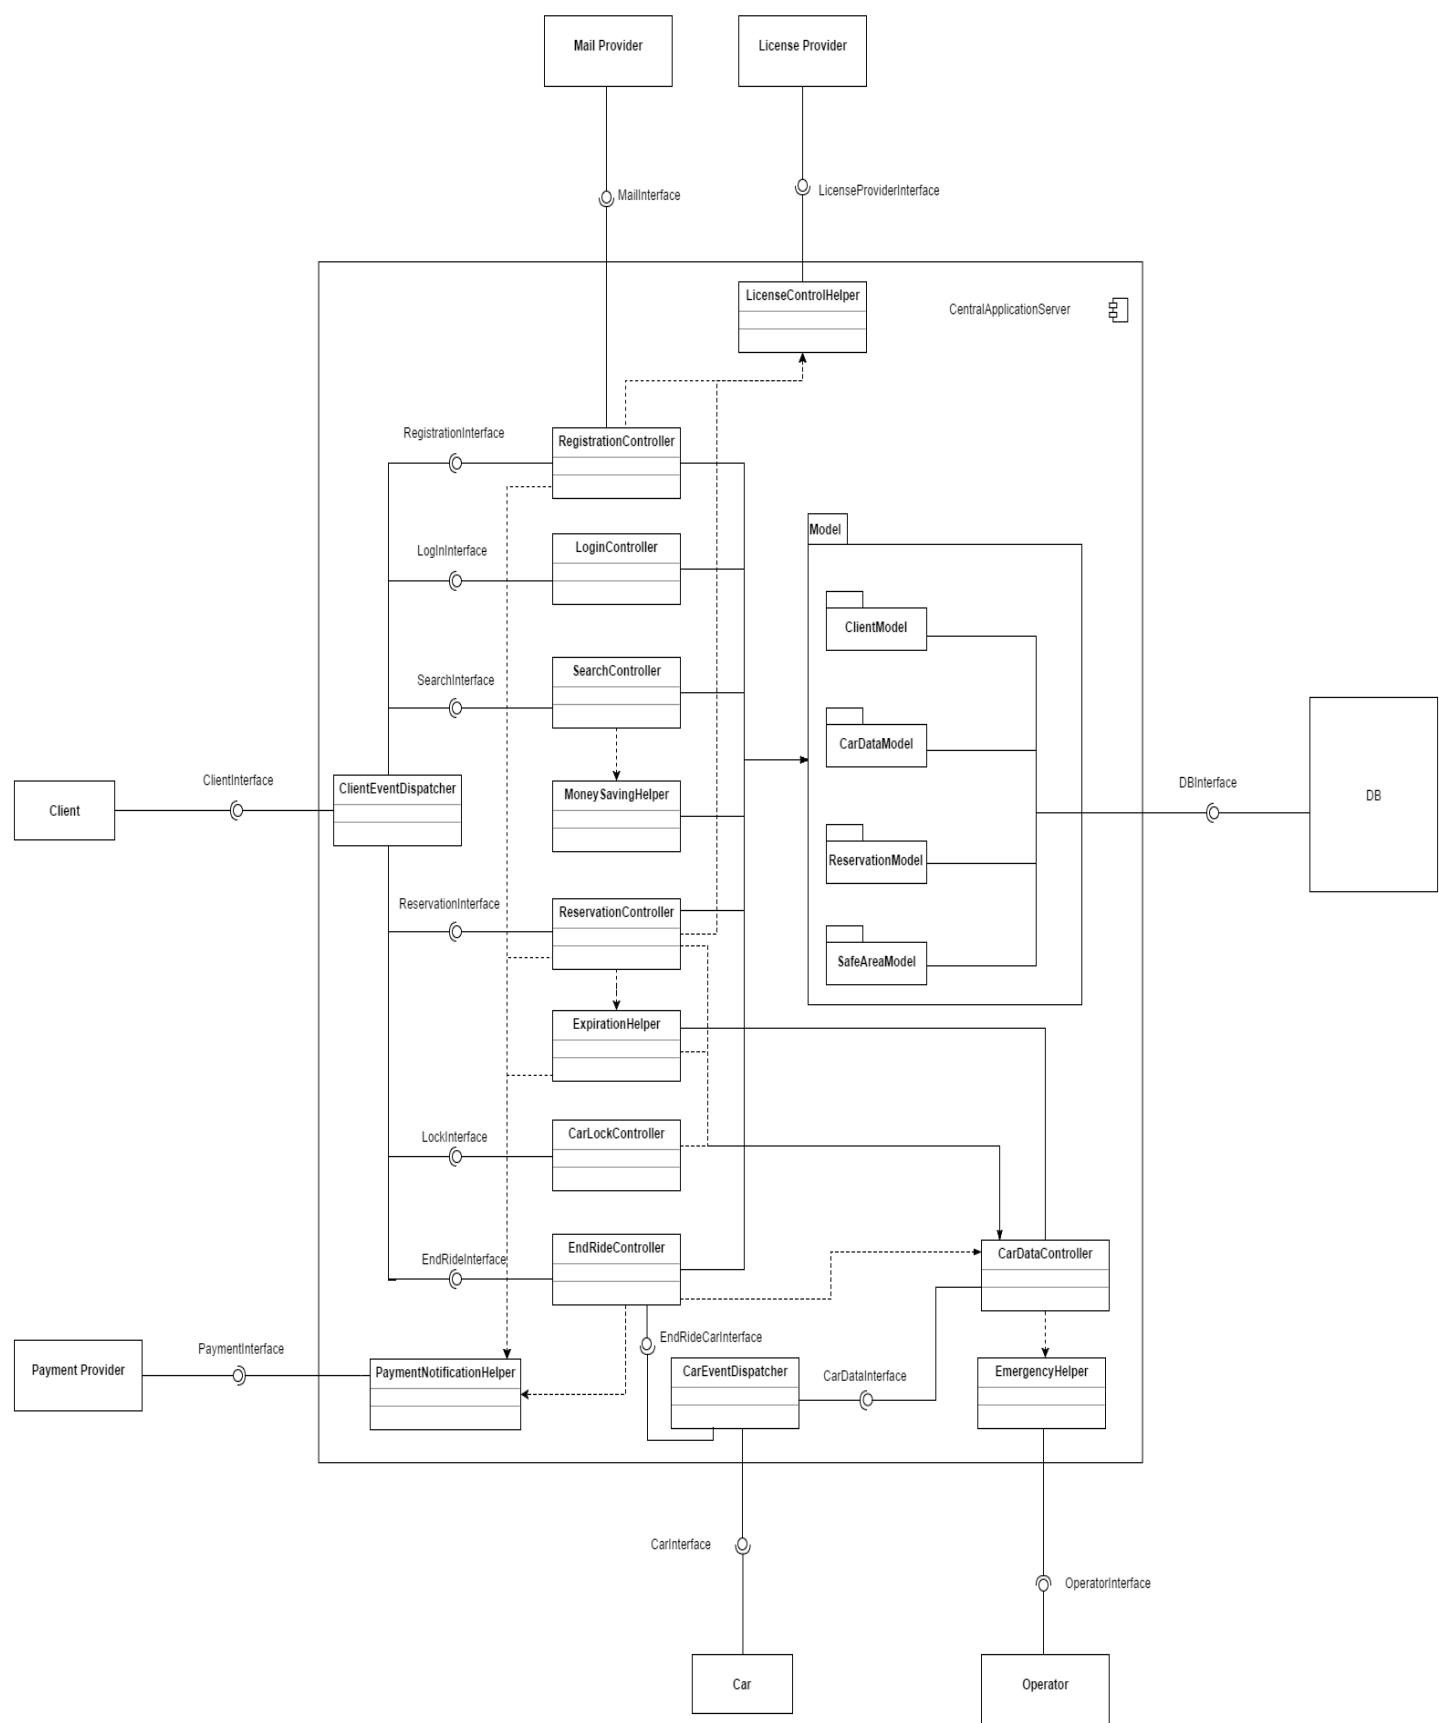 Mail Provider
License Provider
MailInterface
LicenseProviderInterface
LicenseControlHelper
CentralApplicationServer
RegistrationInterface
RegistrationController
Model
LogInInterface
LoginController
ClientModel
SearchInterface
SearchController
CarDataModel
ClientInterface
ClientEventDispatcher
MoneySavingHelper
DBInterface
DB
Client
ReservationModel
ReservationInterface
ReservationController
SafeAreaModel
ExpirationHelper
LockInterface
CarLockController
EndRideInterface
EndRideController
CarDataController
EndRideCarInterface
PaymentInterface
Payment Provider
PaymentNotificationHelper
CarEventDispatcher
CarDataInterface
EmergencyHelper
CarInterface
OperatorInterface
Car
Operator